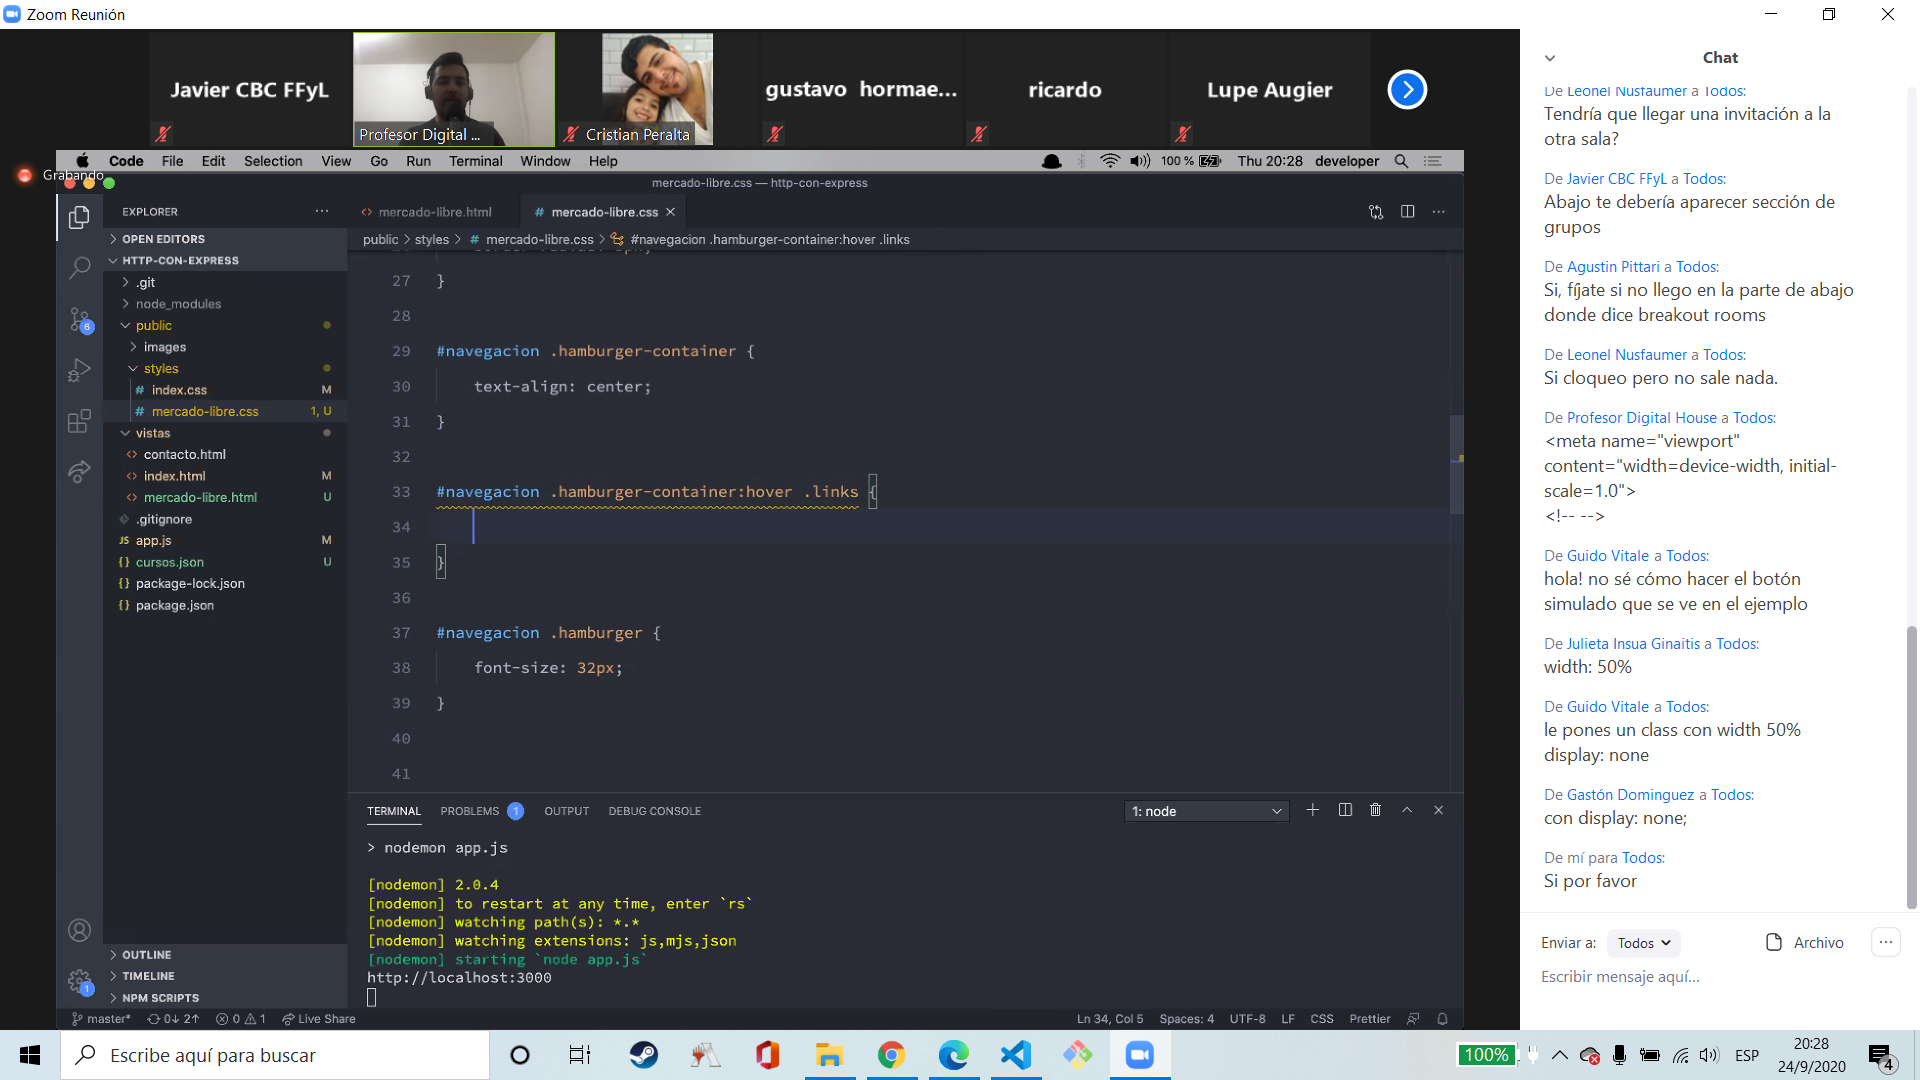 Zoom Reunión
Javier CBC FFyL
Profesor Digital ...
Cristian Peralta
gustavo hormae...
ricardo
Lupe Augier
Grabando
Code File Edit Selection View Go Run Terminal Window Help
100 % Thu 20:28 developer
mercado-libre.css — http-con-express
EXPLORER
OPEN EDITORS
HTTP-CON-EXPRESS
.git
node_modules
public
images
styles
# index.css M
# mercado-libre.css 1, U
vistas
<> contacto.html
<> index.html M
<> mercado-libre.html U
.gitignore
JS app.js M
{} cursos.json U
{} package-lock.json
{} package.json
OUTLINE
TIMELINE
NPM SCRIPTS
<> mercado-libre.html # mercado-libre.css
public > styles > # mercado-libre.css > #navegacion .hamburger-container:hover .links
27 }
28
29 #navegacion .hamburger-container {
30 text-align: center;
31 }
32
33 #navegacion .hamburger-container:hover .links {
34
35 }
36
37 #navegacion .hamburger {
38 font-size: 32px;
39 }
40
41
TERMINAL PROBLEMS 1 OUTPUT DEBUG CONSOLE 1: node
> nodemon app.js
[nodemon] 2.0.4
[nodemon] to restart at any time, enter `rs`
[nodemon] watching path(s): *.*
[nodemon] watching extensions: js,mjs,json
[nodemon] starting `node app.js`
http://localhost:3000
6
1
master* 0↓ 2↑ 0 1 Live Share
Ln 34, Col 5 Spaces: 4 UTF-8 LF CSS Prettier
Chat
De Leonel Nusfaumer a Todos:
Tendría que llegar una invitación a la
otra sala?
De Javier CBC FFyL a Todos:
Abajo te debería aparecer sección de
grupos
De Agustin Pittari a Todos:
Si, fíjate si no llego en la parte de abajo
donde dice breakout rooms
De Leonel Nusfaumer a Todos:
Si cloqueo pero no sale nada.
De Profesor Digital House a Todos:
<meta name="viewport"
content="width=device-width, initial-
scale=1.0">
<!-- -->
De Guido Vitale a Todos:
hola! no sé cómo hacer el botón
simulado que se ve en el ejemplo
De Julieta Insua Ginaitis a Todos:
width: 50%
De Guido Vitale a Todos:
le pones un class con width 50%
display: none
De Gastón Dominguez a Todos:
con display: none;
De mí para Todos:
Si por favor
Enviar a: Todos Archivo
Escribir mensaje aquí...
Escribe aquí para buscar
100%
ESP
20:28
24/9/2020
4